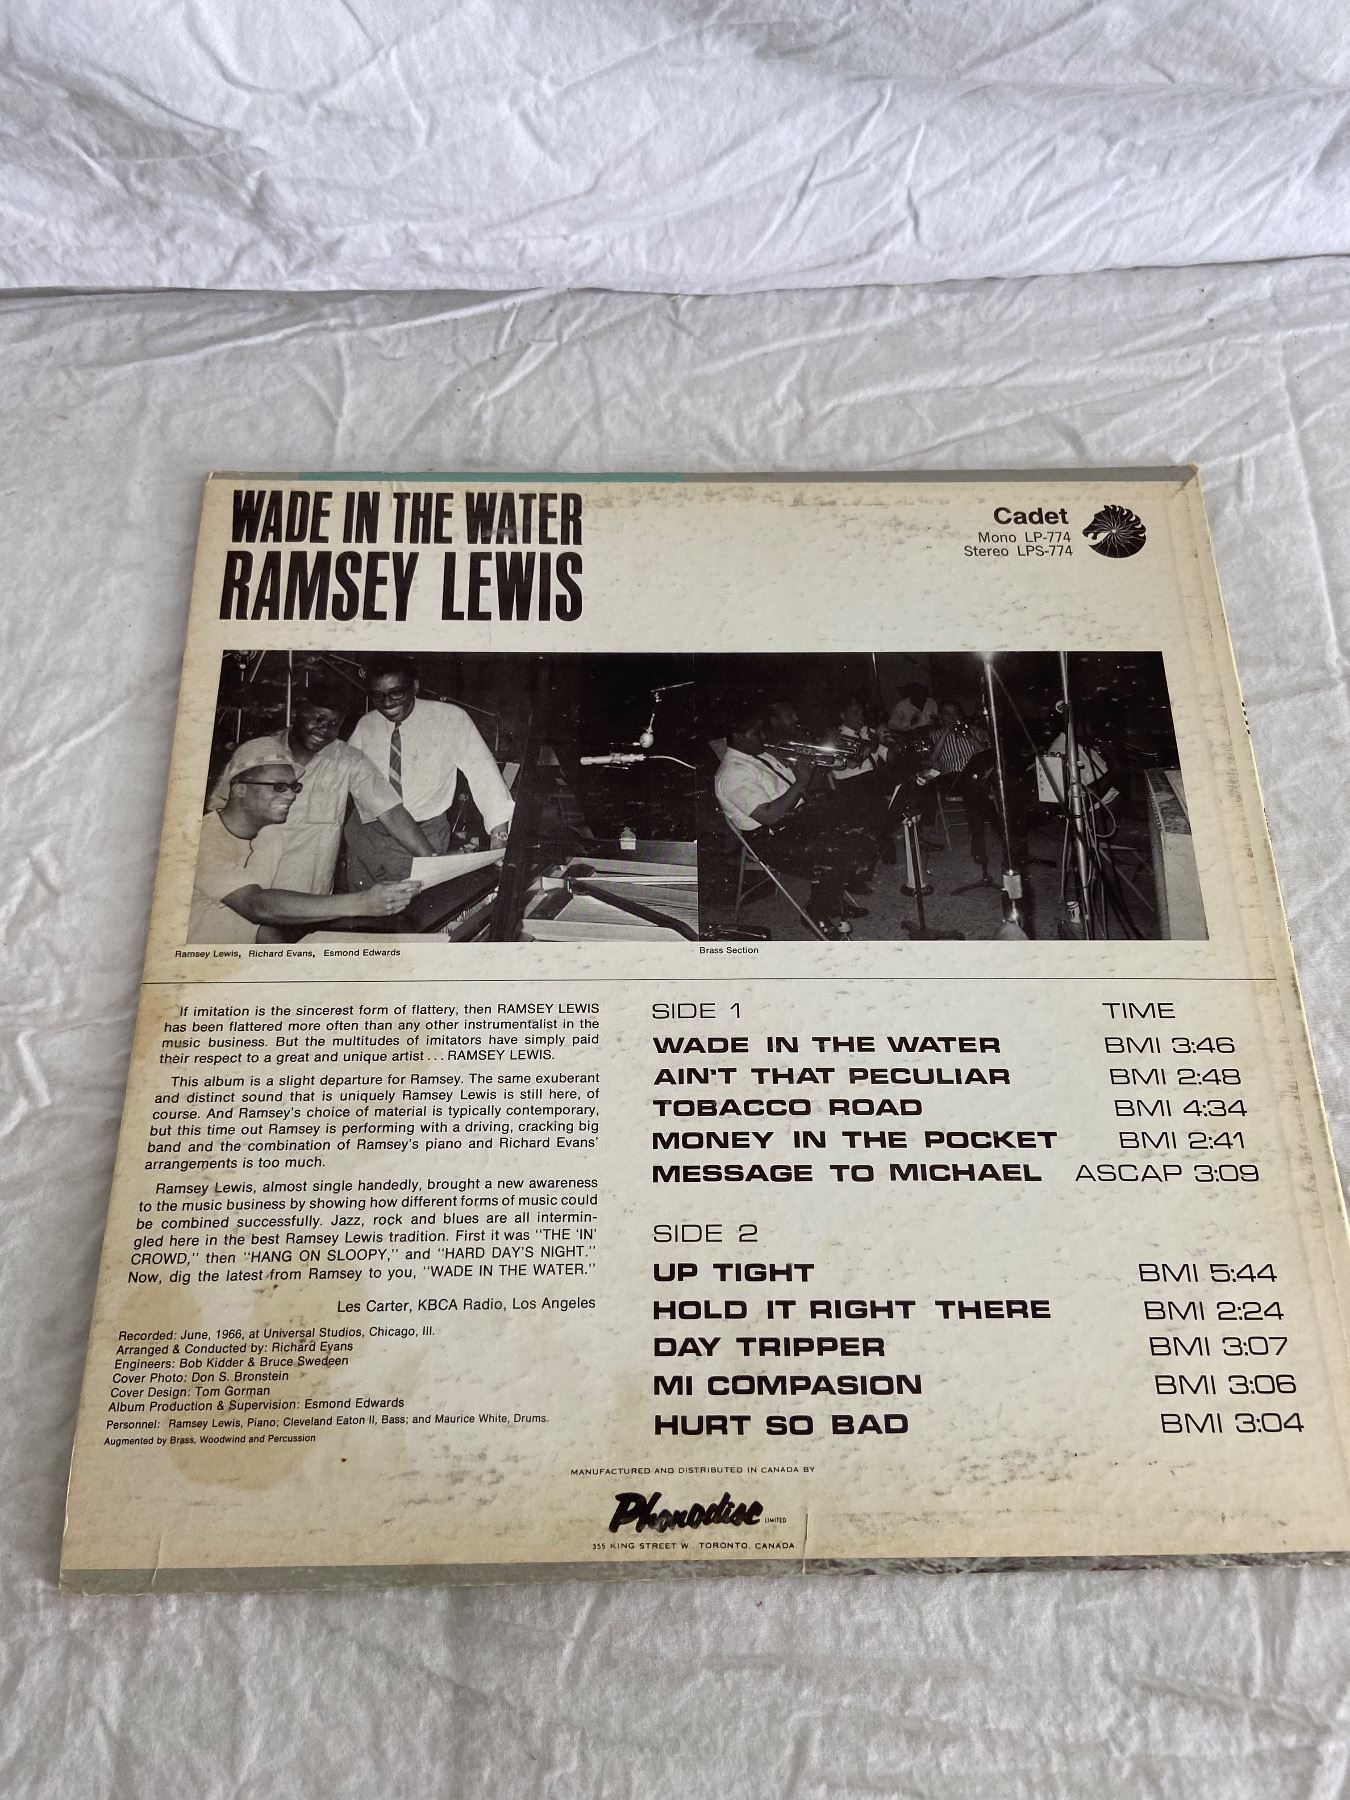 WADE IN THE WATER
RAMSEY LEWIS
Cadet
Mono LP-774
Stereo LPS-774
Ramsey Lewis, Richard Evans, Esmond Edwards
Brass Section
If imitation is the sincerest form of flattery, then RAMSEY LEWIS
has been flattered more often than any other instrumentalist in the
music business. But the multitudes of imitators have simply paid
their respect to a great and unique artist . . . RAMSEY LEWIS.
This album is a slight departure for Ramsey. The same exuberant
and distinct sound that is uniquely Ramsey Lewis is still here, of
course. And Ramsey's choice of material is typically contemporary,
but this time out Ramsey is performing with a driving, cracking big
band and the combination of Ramsey's piano and Richard Evans'
arrangements is too much.
Ramsey Lewis, almost single handedly, brought a new awareness
to the music business by showing how different forms of music could
be combined successfully. Jazz, rock and blues are all intermin-
gled here in the best Ramsey Lewis tradition. First it was "THE 'IN'
CROWD," then "HANG ON SLOOPY," and "HARD DAY'S NIGHT."
Now, dig the latest from Ramsey to you, "WADE IN THE WATER."
Les Carter, KBCA Radio, Los Angeles
Recorded: June, 1966, at Universal Studios, Chicago, Ill.
Arranged & Conducted by: Richard Evans
Engineers: Bob Kidder & Bruce Swedeen
Cover Photo: Don S. Bronstein
Cover Design: Tom Gorman
Album Production & Supervision: Esmond Edwards
Personnel: Ramsey Lewis, Piano; Cleveland Eaton II, Bass; and Maurice White, Drums.
Augmented by Brass, Woodwind and Percussion
SIDE 1 TIME
WADE IN THE WATER BMI 3:46
AIN'T THAT PECULIAR BMI 2:48
TOBACCO ROAD BMI 4:34
MONEY IN THE POCKET BMI 2:41
MESSAGE TO MICHAEL ASCAP 3:09
SIDE 2
UP TIGHT BMI 5:44
HOLD IT RIGHT THERE BMI 2:24
DAY TRIPPER BMI 3:07
MI COMPASION BMI 3:06
HURT SO BAD BMI 3:04
MANUFACTURED AND DISTRIBUTED IN CANADA BY
Phonodisc LIMITED
355 KING STREET W., TORONTO, CANADA